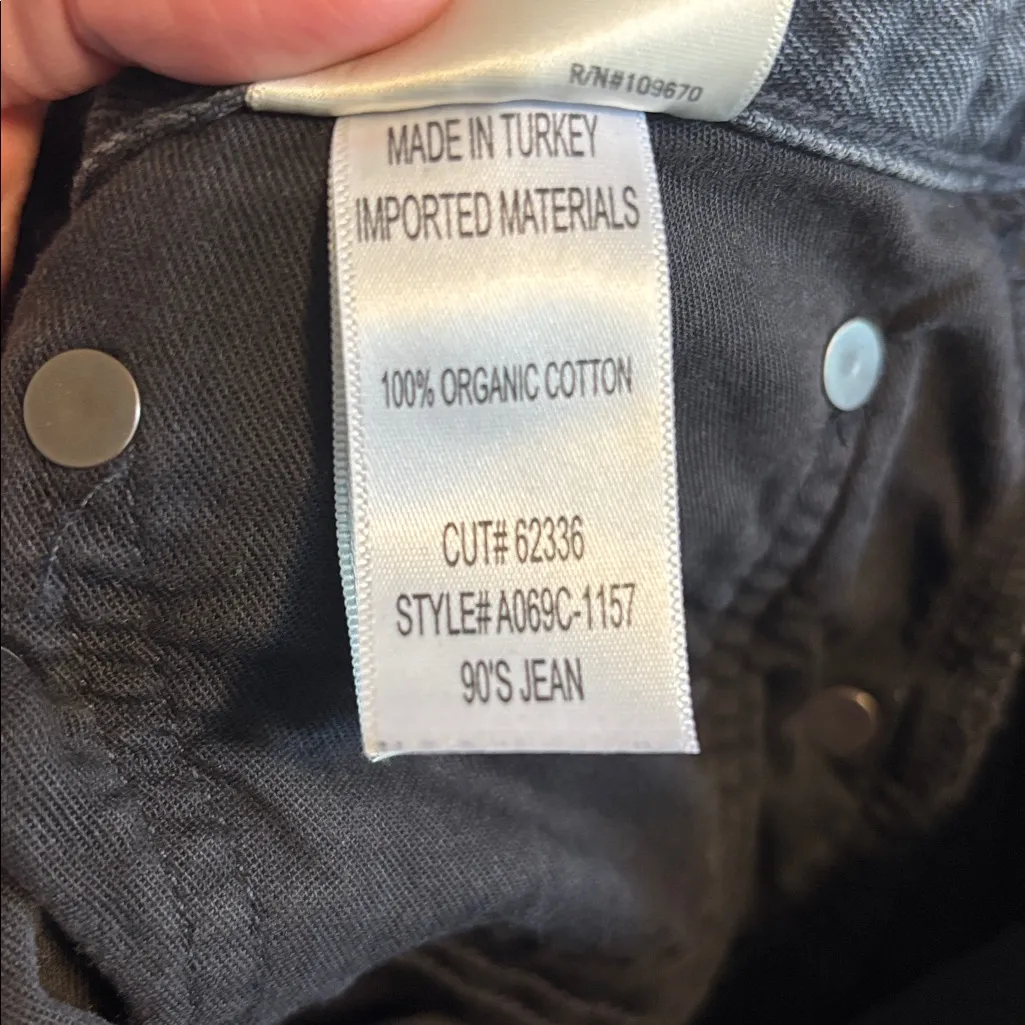 R/N#109670
MADE IN TURKEY
IMPORTED MATERIALS
100% ORGANIC COTTON
CUT# 62336
STYLE# A069C-1157
90'S JEAN